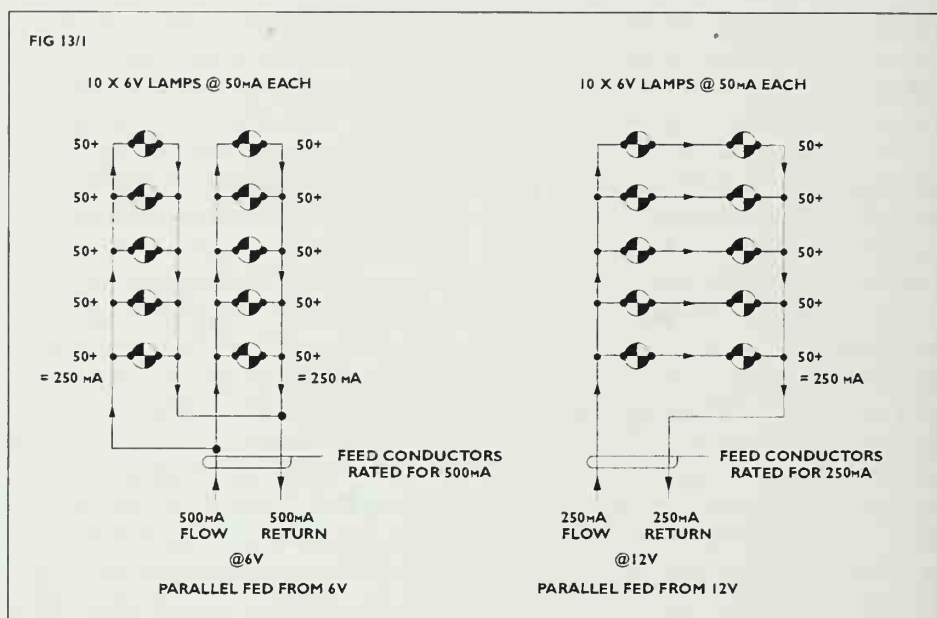 FIG 13/1
10 X 6V LAMPS @ 50MA EACH
50+ 50+
50+ 50+
50+ 50+
50+ 50+
50+ 50+
= 250 MA = 250 MA
FEED CONDUCTORS
RATED FOR 500MA
500MA 500MA
FLOW RETURN
@6V
PARALLEL FED FROM 6V
10 X 6V LAMPS @ 50MA EACH
50+
50+
50+
50+
50+
= 250 MA
FEED CONDUCTORS
RATED FOR 250MA
250MA 250MA
FLOW RETURN
@12V
PARALLEL FED FROM 12V